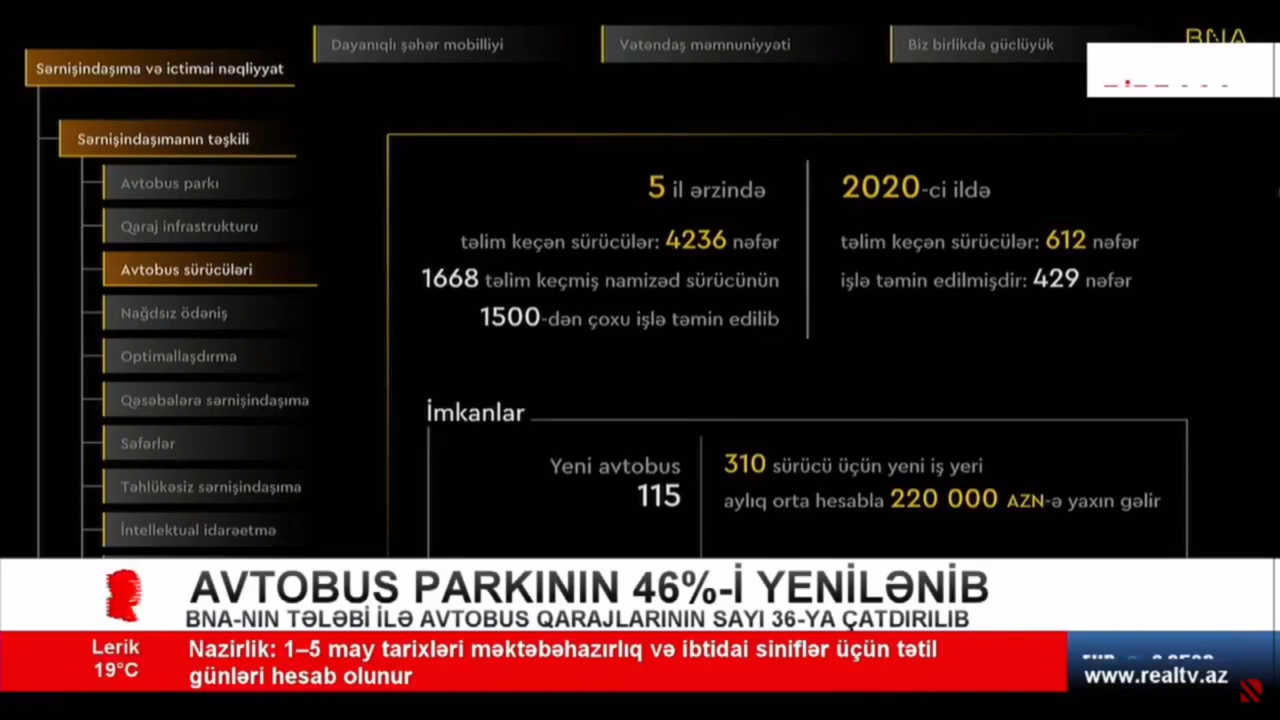 Dayanıqlı şəhər mobilliyi
Vətəndaş məmnuniyyəti
Biz birlikdə güclüyük
BNA
Sərnişindaşıma və ictimai nəqliyyat
Sərnişindaşımanın təşkili
Avtobus parkı
Qaraj infrastrukturu
Avtobus sürücüləri
Nağdsız ödəniş
Optimallaşdırma
Qəsəbələrə sərnişindaşıma
Səfərlər
Təhlükəsiz sərnişindaşıma
İntellektual idarəetmə
5 il ərzində
təlim keçən sürücülər: 4236 nəfər
1668 təlim keçmiş namizəd sürücünün
1500-dən çoxu işlə təmin edilib
2020-ci ildə
təlim keçən sürücülər: 612 nəfər
işlə təmin edilmişdir: 429 nəfər
İmkanlar
Yeni avtobus
115
310 sürücü üçün yeni iş yeri
aylıq orta hesabla 220 000 AZN-ə yaxın gəlir
AVTOBUS PARKININ 46%-İ YENİLƏNİB
BNA-NIN TƏLƏBİ İLƏ AVTOBUS QARAJLARININ SAYI 36-YA ÇATDIRILIB
Lerik
19°C
Nazirlik: 1–5 may tarixləri məktəbəhazırlıq və ibtidai siniflər üçün tətil
günləri hesab olunur
www.realtv.az